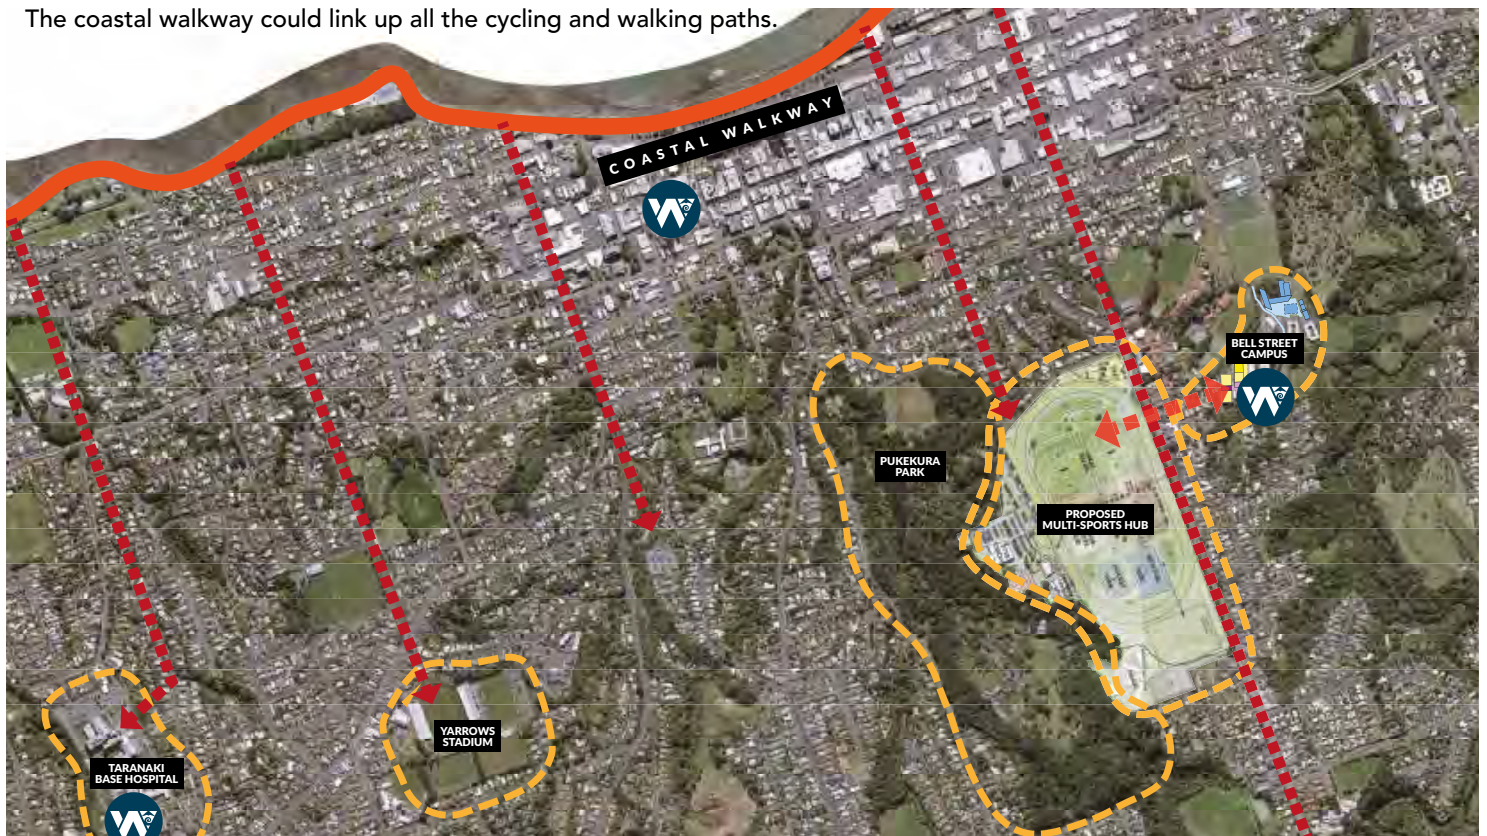 The coastal walkway could link up all the cycling and walking paths.
COASTAL WALKWAY
BELL STREET
CAMPUS
PUKEKURA
PARK
PROPOSED
MULTI-SPORTS HUB
YARROWS
STADIUM
TARANAKI
BASE HOSPITAL